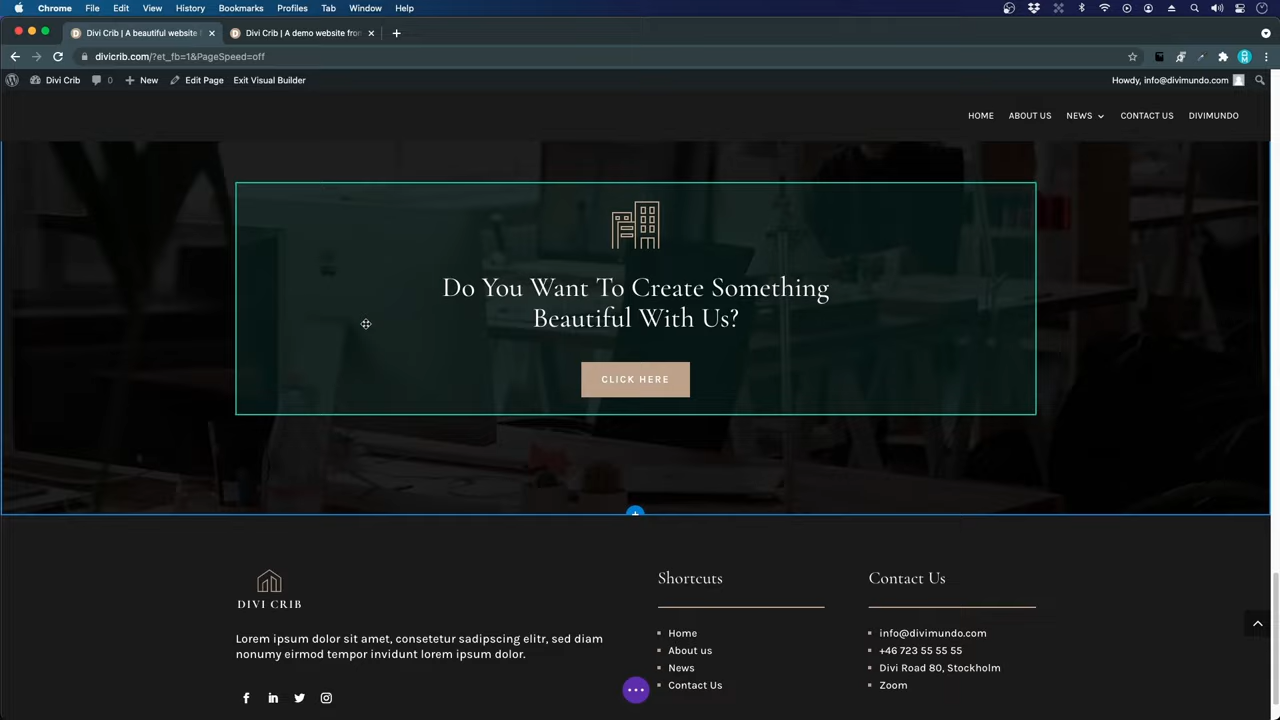 Chrome File Edit View History Bookmarks Profiles Tab Window Help
Divi Crib | A beautiful website
Divi Crib | A demo website from
divicrib.com/?et_fb=1&PageSpeed=off
Divi Crib 0 New Edit Page Exit Visual Builder
Howdy, info@divimundo.com
HOME ABOUT US NEWS CONTACT US DIVIMUNDO
Do You Want To Create Something
Beautiful With Us?
CLICK HERE
DIVI CRIB
Lorem ipsum dolor sit amet, consetetur sadipscing elitr, sed diam
nonumy eirmod tempor invidunt lorem ipsum dolor.
Shortcuts
Home
About us
News
Contact Us
Contact Us
info@divimundo.com
+46 723 55 55 55
Divi Road 80, Stockholm
Zoom